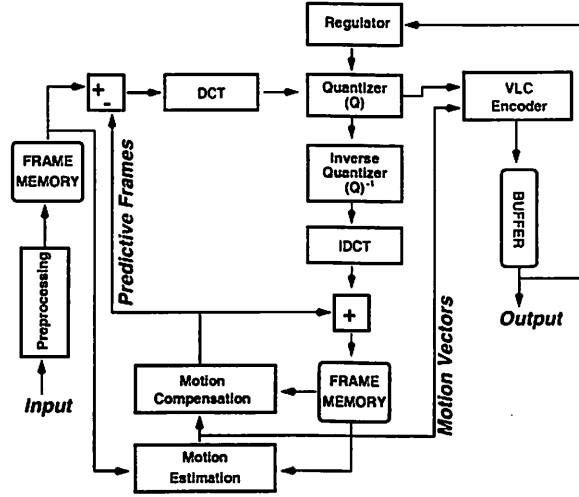 Regulator
+
-
DCT
Quantizer
(Q)
VLC
Encoder
FRAME
MEMORY
Predictive Frames
Inverse
Quantizer
(Q)⁻¹
BUFFER
Preprocessing
IDCT
Motion Vectors
Output
+
Input
Motion
Compensation
FRAME
MEMORY
Motion
Estimation